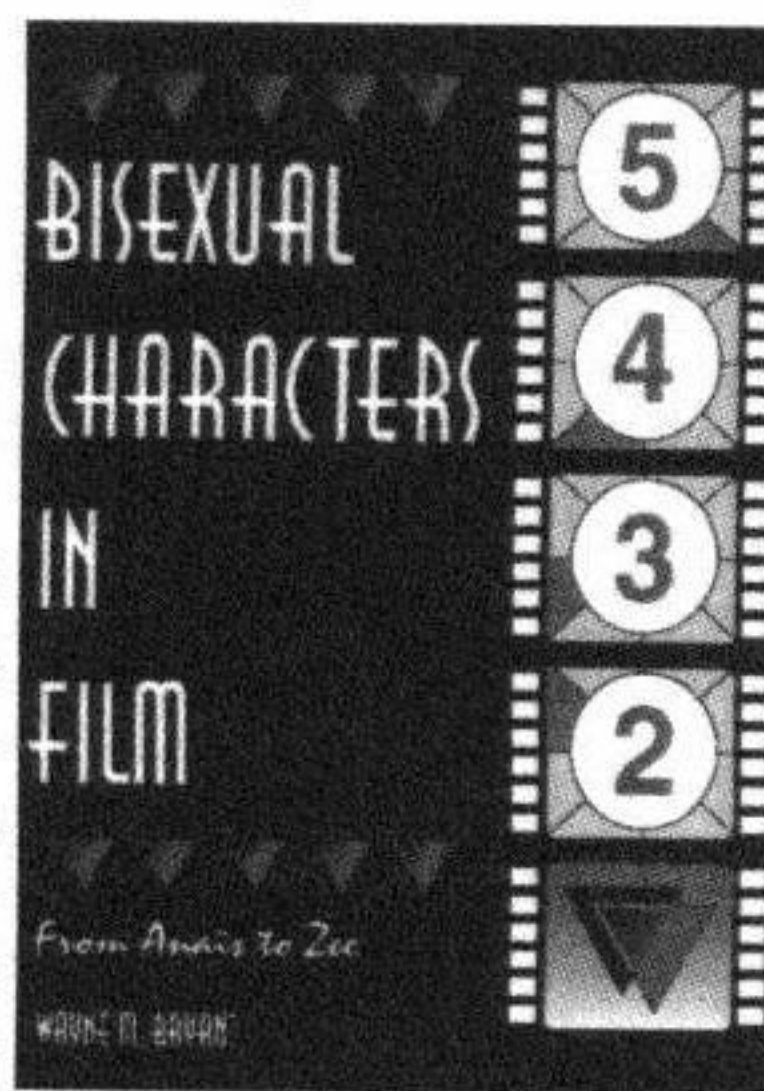 BISEXUAL
CHARACTERS
IN
FILM
From Anaïs to Zee
WAYNE M. BRYANT
5
4
3
2